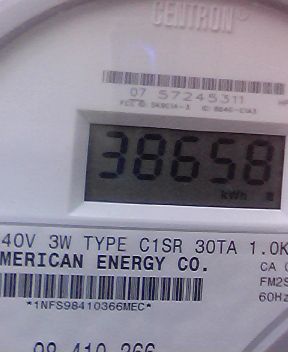 CENTRON®
07 57245311
38658
kWh
40V 3W TYPE C1SR 30TA 1.0K
MERICAN ENERGY CO.
CA
FM2S
60Hz
*1NFS98410366MEC*